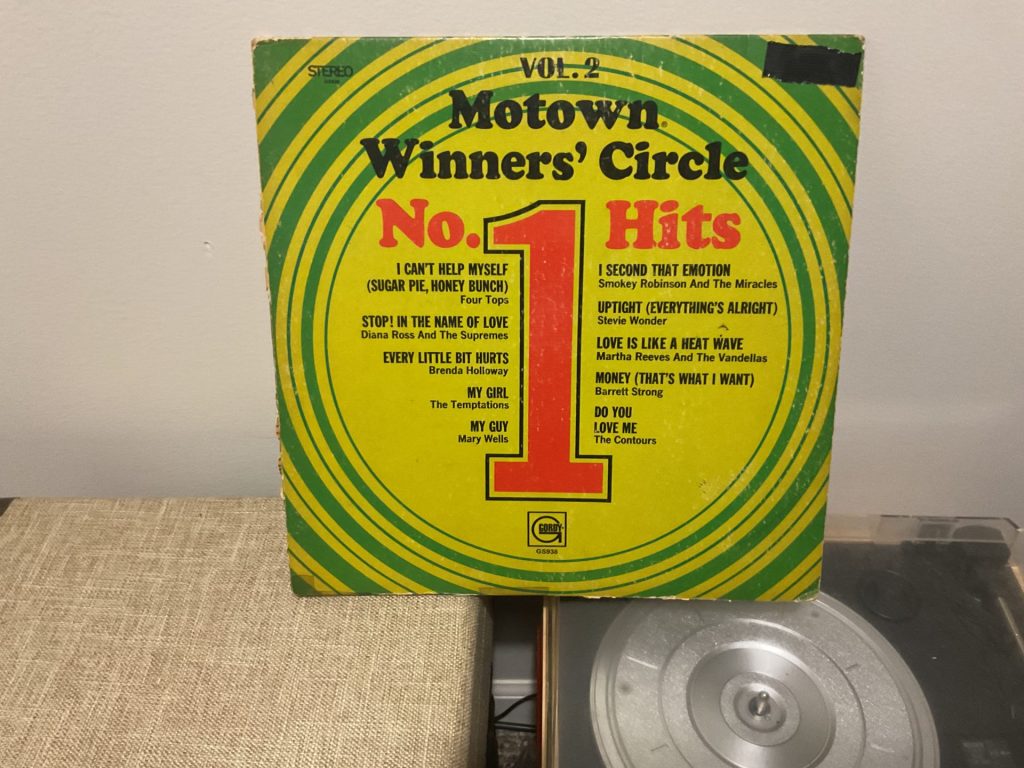 STEREO
VOL. 2
Motown®
Winners' Circle
No. 1 Hits
I CAN'T HELP MYSELF
(SUGAR PIE, HONEY BUNCH)
Four Tops
STOP! IN THE NAME OF LOVE
Diana Ross And The Supremes
EVERY LITTLE BIT HURTS
Brenda Holloway
MY GIRL
The Temptations
MY GUY
Mary Wells
I SECOND THAT EMOTION
Smokey Robinson And The Miracles
UPTIGHT (EVERYTHING'S ALRIGHT)
Stevie Wonder
LOVE IS LIKE A HEAT WAVE
Martha Reeves And The Vandellas
MONEY (THAT'S WHAT I WANT)
Barrett Strong
DO YOU
LOVE ME
The Contours
GORDY
GS938